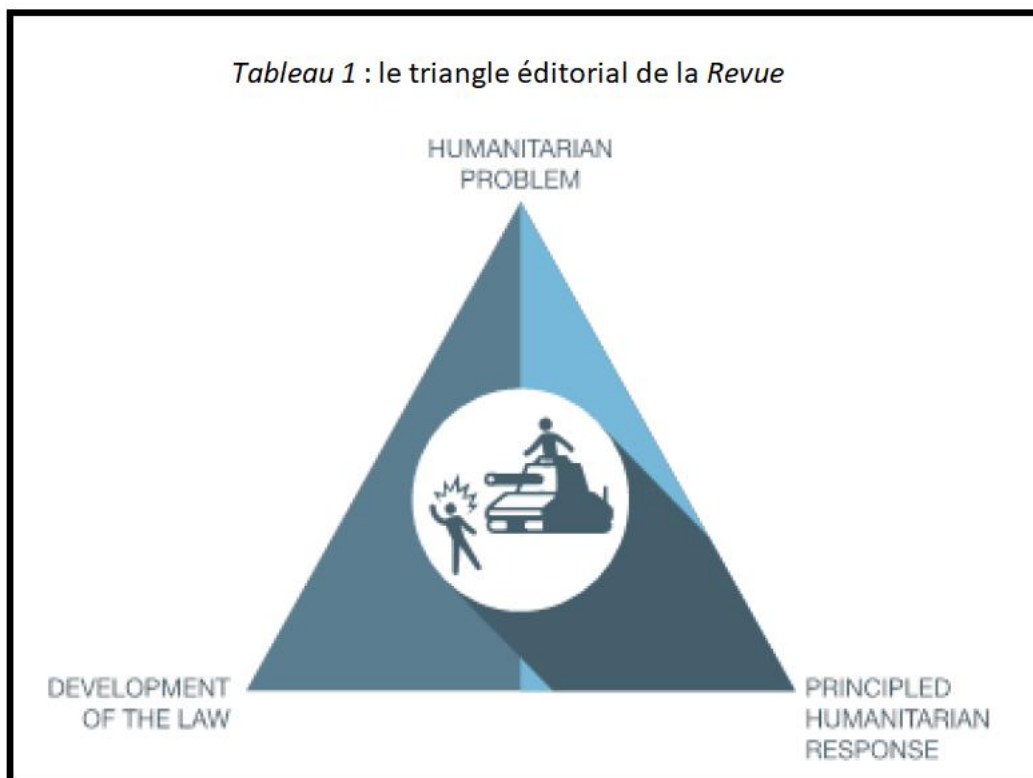 Tableau 1 : le triangle éditorial de la Revue
HUMANITARIAN
PROBLEM
DEVELOPMENT
OF THE LAW
PRINCIPLED
HUMANITARIAN
RESPONSE